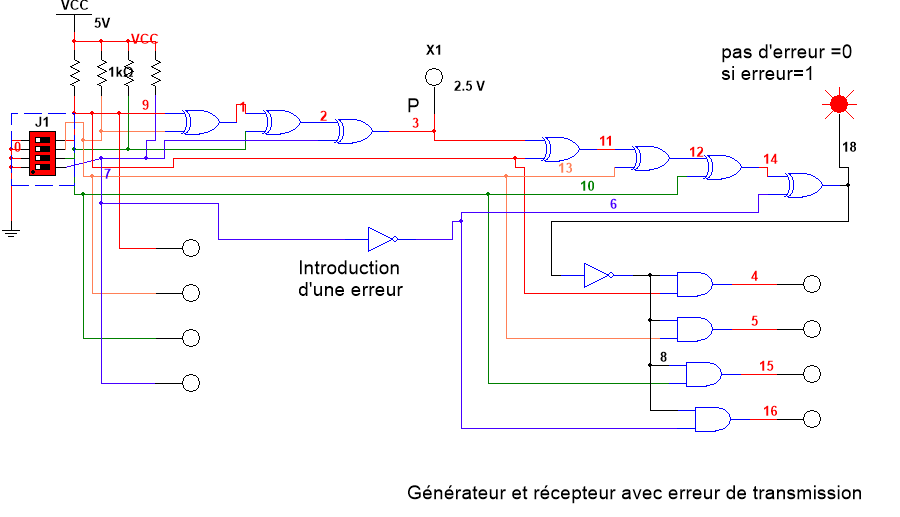 VCC
5V
VCC
1kΩ
X1
2.5 V
pas d'erreur =0
si erreur=1
P
9
1
2
3
J1
0
7
11
12
14
18
13
10
6
Introduction
d'une erreur
4
5
8
15
16
Générateur et récepteur avec erreur de transmission